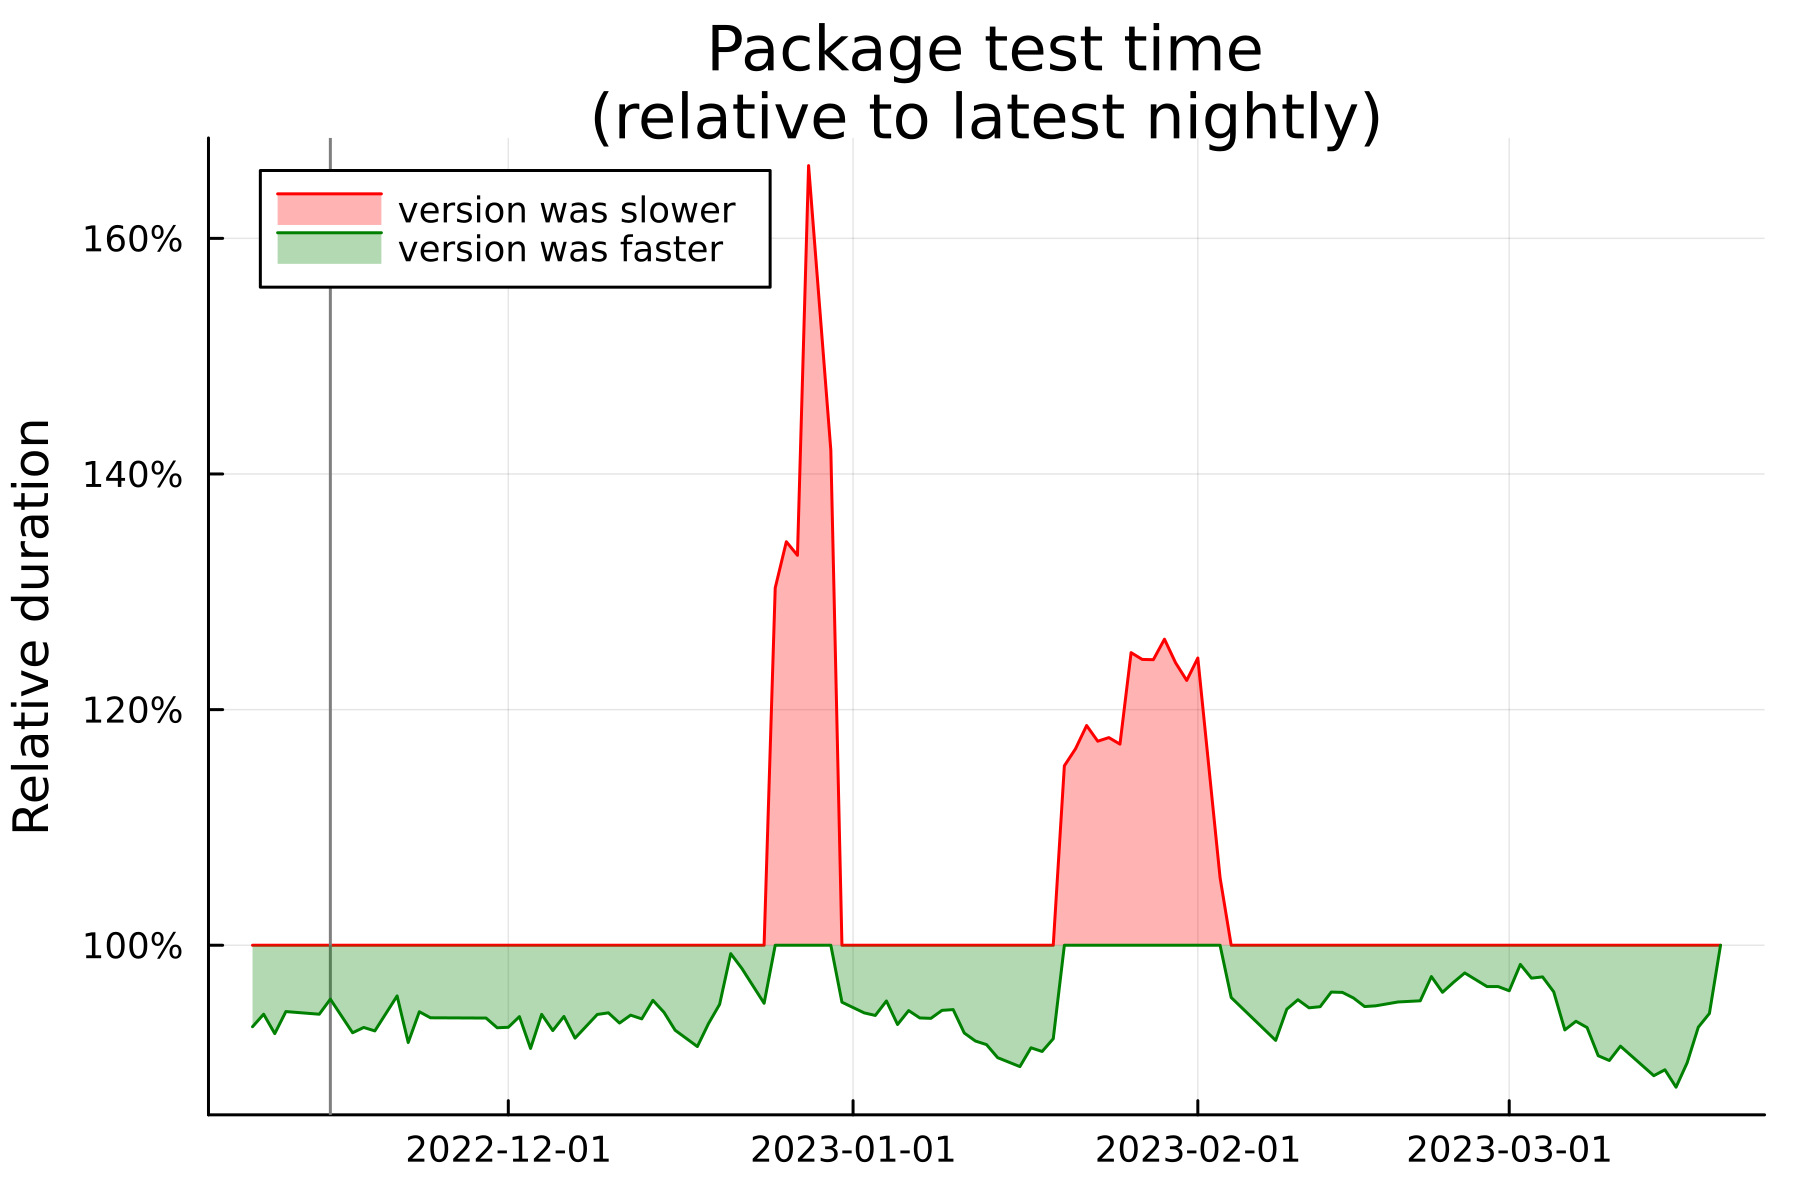 Package test time
(relative to latest nightly)
version was slower
version was faster
160%
140%
120%
100%
Relative duration
2022-12-01
2023-01-01
2023-02-01
2023-03-01